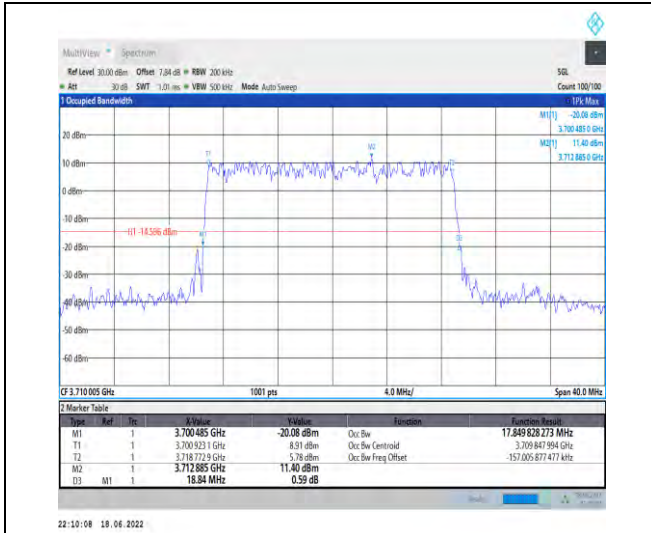 MultiView Spectrum
Ref Level 30.00 dBm Offset 7.84 dB RBW 200 kHz SGL
Att 30 dB SWT 1.01 ms VBW 500 kHz Mode Auto Sweep Count 100/100
1 Occupied Bandwidth 1Pk Max
M1[1] -20.08 dBm
3.700 485 0 GHz
20 dBm M2[1] 11.40 dBm
3.712 885 0 GHz
T1 M2 T2
10 dBm
0 dBm
-10 dBm
H1 -14.596 dBm
M1 D3
-20 dBm
-30 dBm
-40 dBm
-50 dBm
-60 dBm
CF 3.710 005 GHz 1001 pts 4.0 MHz/ Span 40.0 MHz
2 Marker Table
Type Ref Trc X-Value Y-Value Function Function Result
M1 1 3.700 485 GHz -20.08 dBm Occ Bw 17.849 828 273 MHz
T1 1 3.700 923 1 GHz 8.91 dBm Occ Bw Centroid 3.709 847 994 GHz
T2 1 3.718 772 9 GHz 5.78 dBm Occ Bw Freq Offset -157.005 877 477 kHz
M2 1 3.712 885 GHz 11.40 dBm
D3 M1 1 18.84 MHz 0.59 dB
22:10:08 18.06.2022